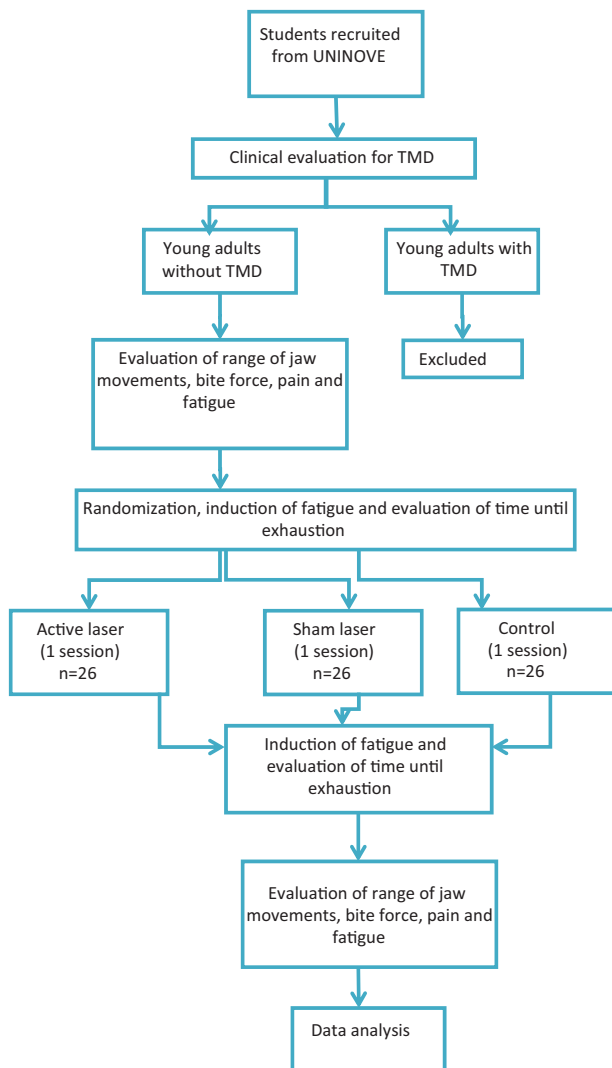 Students recruited
from UNINOVE
Clinical evaluation for TMD
Young adults
without TMD
Young adults with
TMD
Evaluation of range of jaw
movements, bite force, pain and
fatigue
Excluded
Randomization, induction of fatigue and evaluation of time until
exhaustion
Active laser
(1 session)
n=26
Sham laser
(1 session)
n=26
Control
(1 session)
n=26
Induction of fatigue and
evaluation of time until
exhaustion
Evaluation of range of jaw
movements, bite force, pain and
fatigue
Data analysis